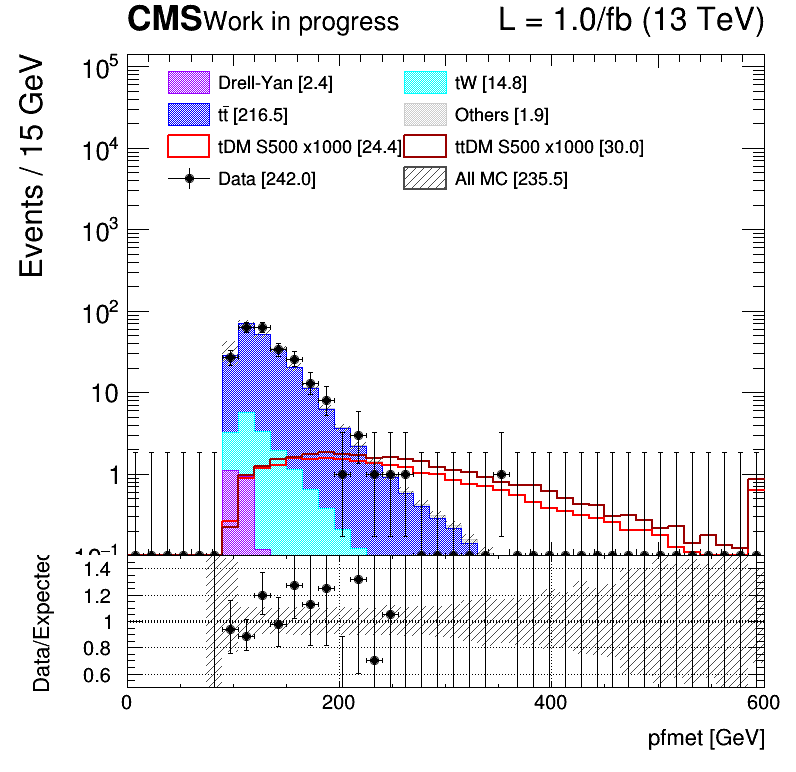 CMS Work in progress L = 1.0/fb (13 TeV)
Events / 15 GeV
10⁵
10⁴
10³
10²
10
1
10⁻¹
Drell-Yan [2.4] tW [14.8]
tt̄ [216.5] Others [1.9]
tDM S500 x1000 [24.4] ttDM S500 x1000 [30.0]
Data [242.0] All MC [235.5]
Data/Expected
1.4
1.2
1
0.8
0.6
0 200 400 600
pfmet [GeV]